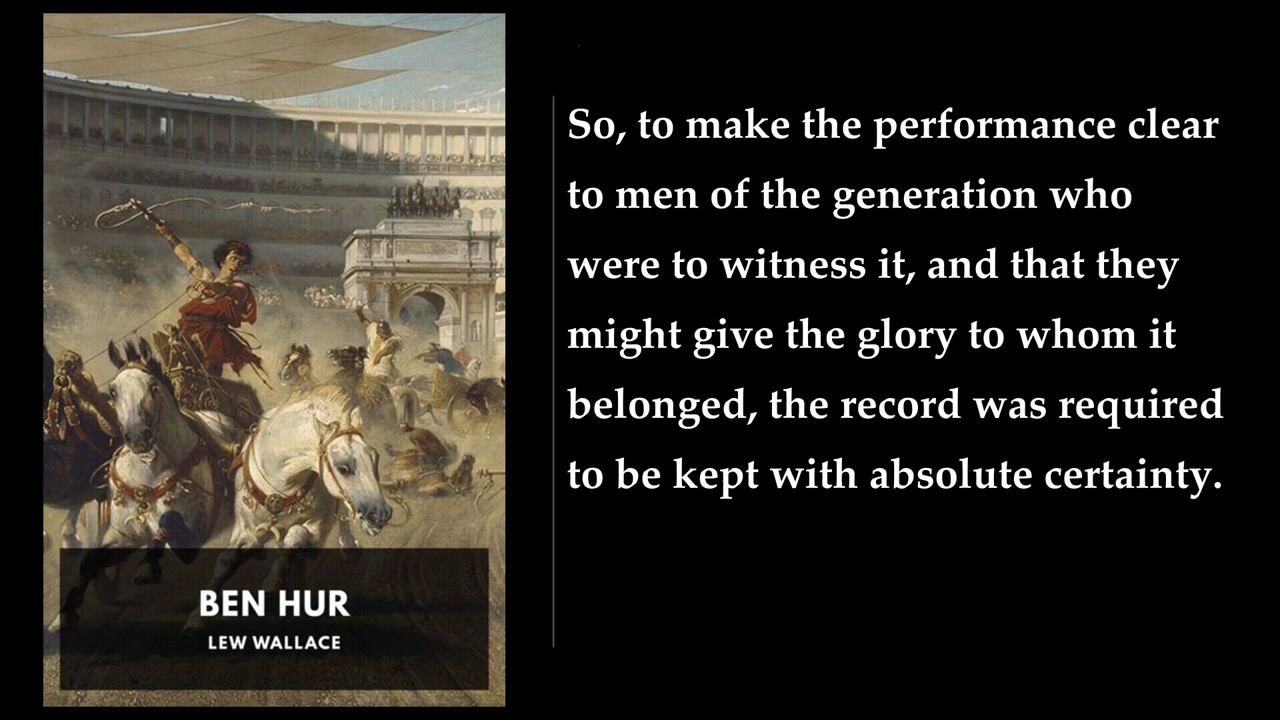 So, to make the performance clear
to men of the generation who
were to witness it, and that they
might give the glory to whom it
belonged, the record was required
to be kept with absolute certainty.
BEN HUR
LEW WALLACE